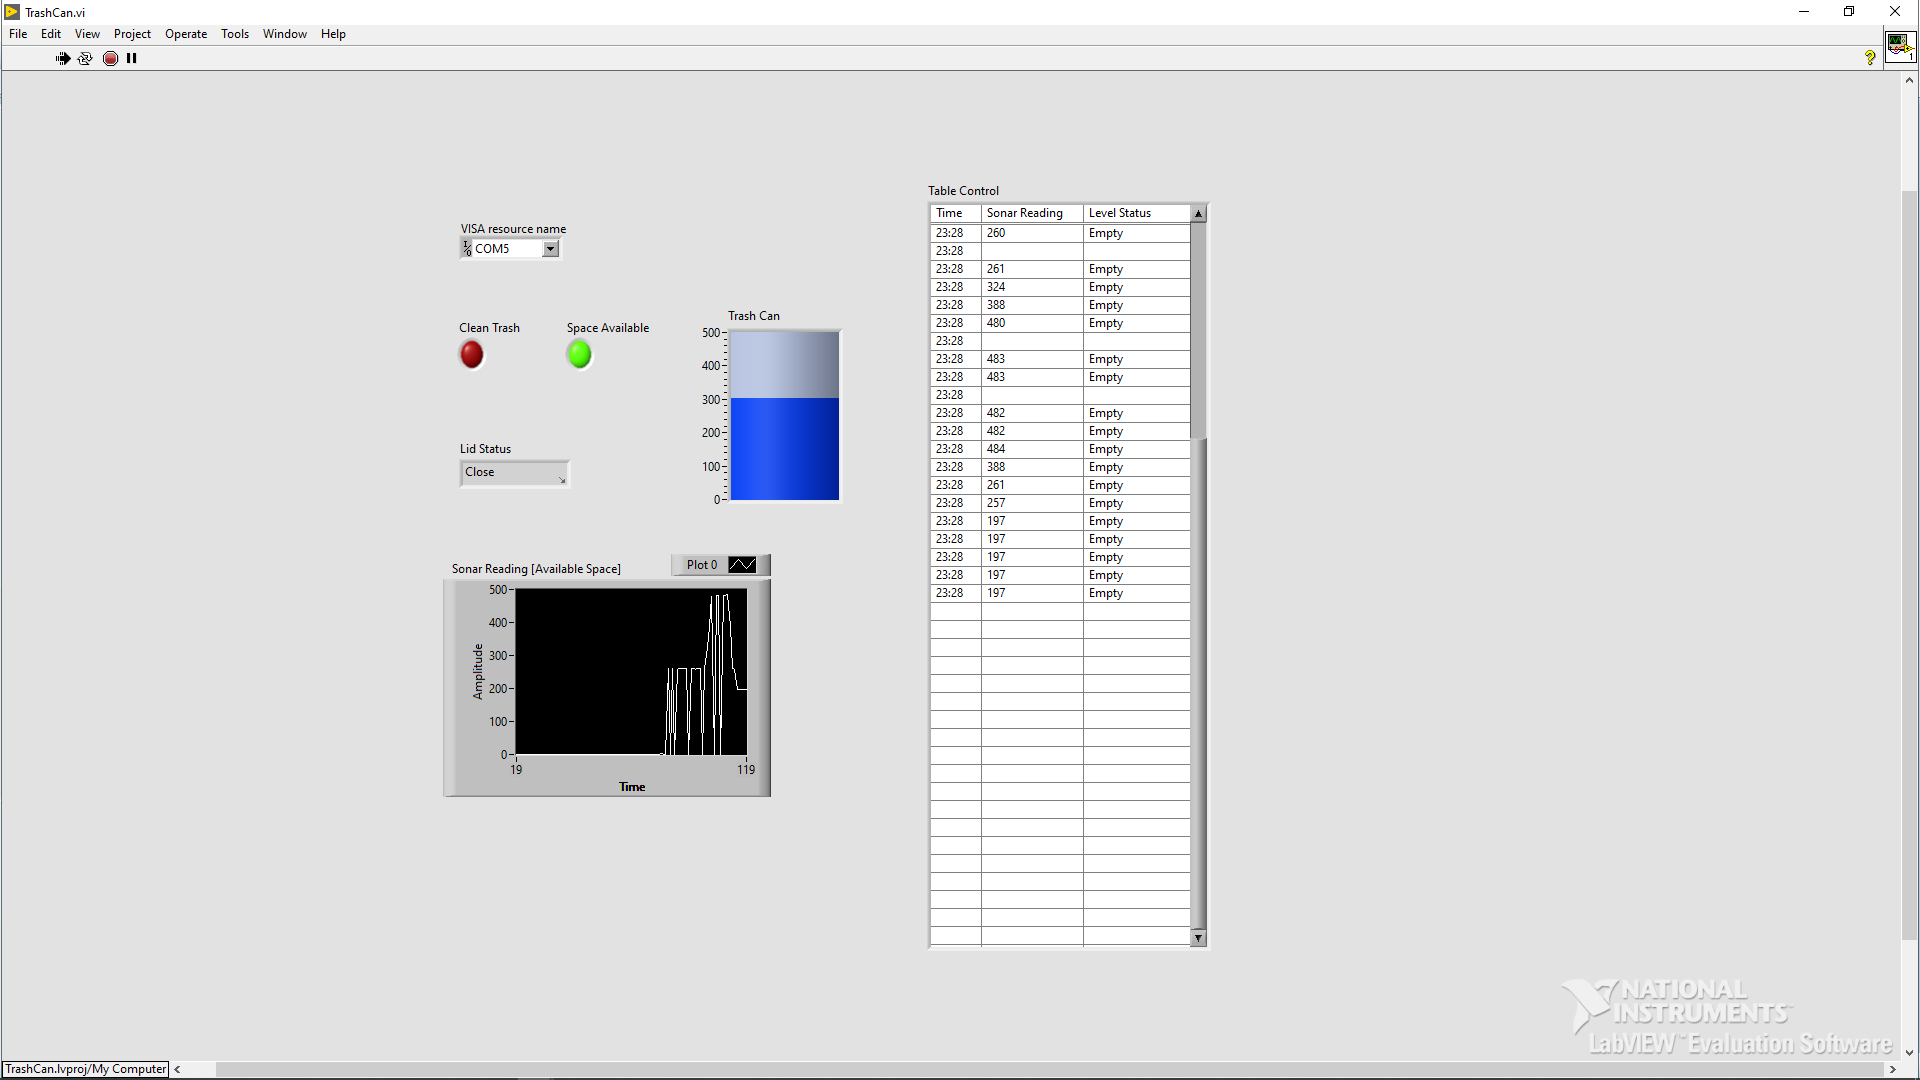 TrashCan.vi
File Edit View Project Operate Tools Window Help
?
1
Table Control
Time Sonar Reading Level Status
23:28 260 Empty
23:28
23:28 261 Empty
23:28 324 Empty
23:28 388 Empty
23:28 480 Empty
23:28
23:28 483 Empty
23:28 483 Empty
23:28
23:28 482 Empty
23:28 482 Empty
23:28 484 Empty
23:28 388 Empty
23:28 261 Empty
23:28 257 Empty
23:28 197 Empty
23:28 197 Empty
23:28 197 Empty
23:28 197 Empty
23:28 197 Empty
VISA resource name
I/O COM5
Clean Trash Space Available
Trash Can
500
400
300
200
100
0
Lid Status
Close
Sonar Reading [Available Space]
Plot 0
Amplitude
500
400
300
200
100
0
19 119
Time
NATIONAL
INSTRUMENTS™
LabVIEW™ Evaluation Software
TrashCan.lvproj/My Computer